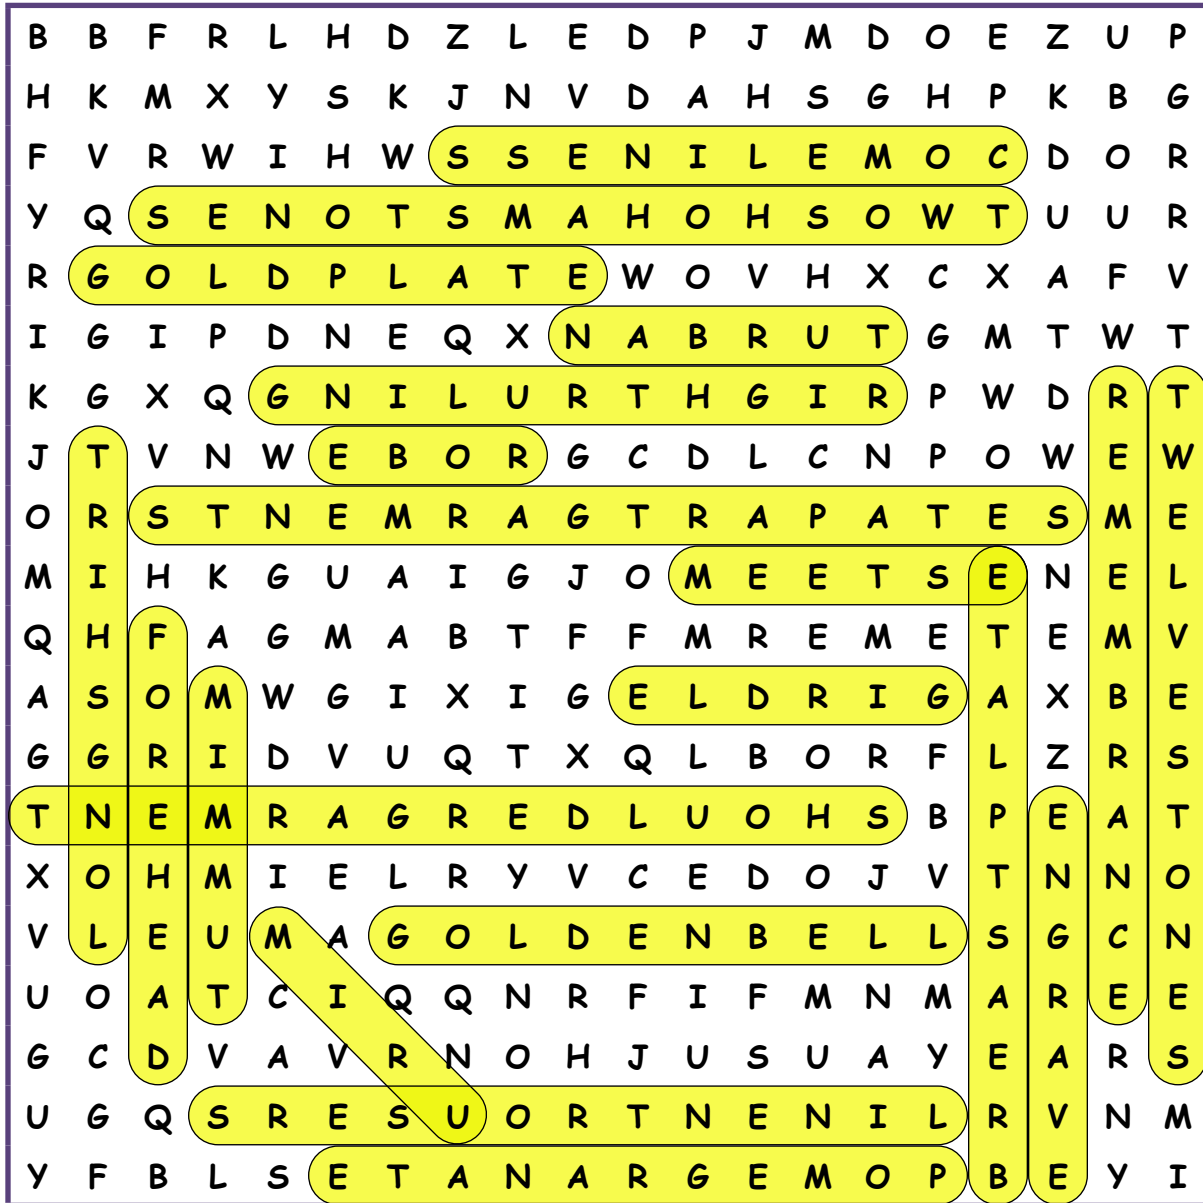 B B F R L H D Z L E D P J M D O E Z U P
H K M X Y S K J N V D A H S G H P K B G
F V R W I H W S S E N I L E M O C D O R
Y Q S E N O T S M A H O H S O W T U U R
R G O L D P L A T E W O V H X C X A F V
I G I P D N E Q X N A B R U T G M T W T
K G X Q G N I L U R T H G I R P W D R T
J T V N W E B O R G C D L C N P O W E W
O R S T N E M R A G T R A P A T E S M E
M I H K G U A I G J O M E E T S E N E L
Q H F A G M A B T F F M R E M E T E M V
A S O M W G I X I G E L D R I G A X B E
G G R I D V U Q T X Q L B O R F L Z R S
T N E M R A G R E D L U O H S B P E A T
X O H M I E L R Y V C E D O J V T N N O
V L E U M A G O L D E N B E L L S G C N
U O A T C I Q Q N R F I F M N M A R E E
G C D V A V R N O H J U S U A Y E A R S
U G Q S R E S U O R T N E N I L R V N M
Y F B L S E T A N A R G E M O P B E Y I